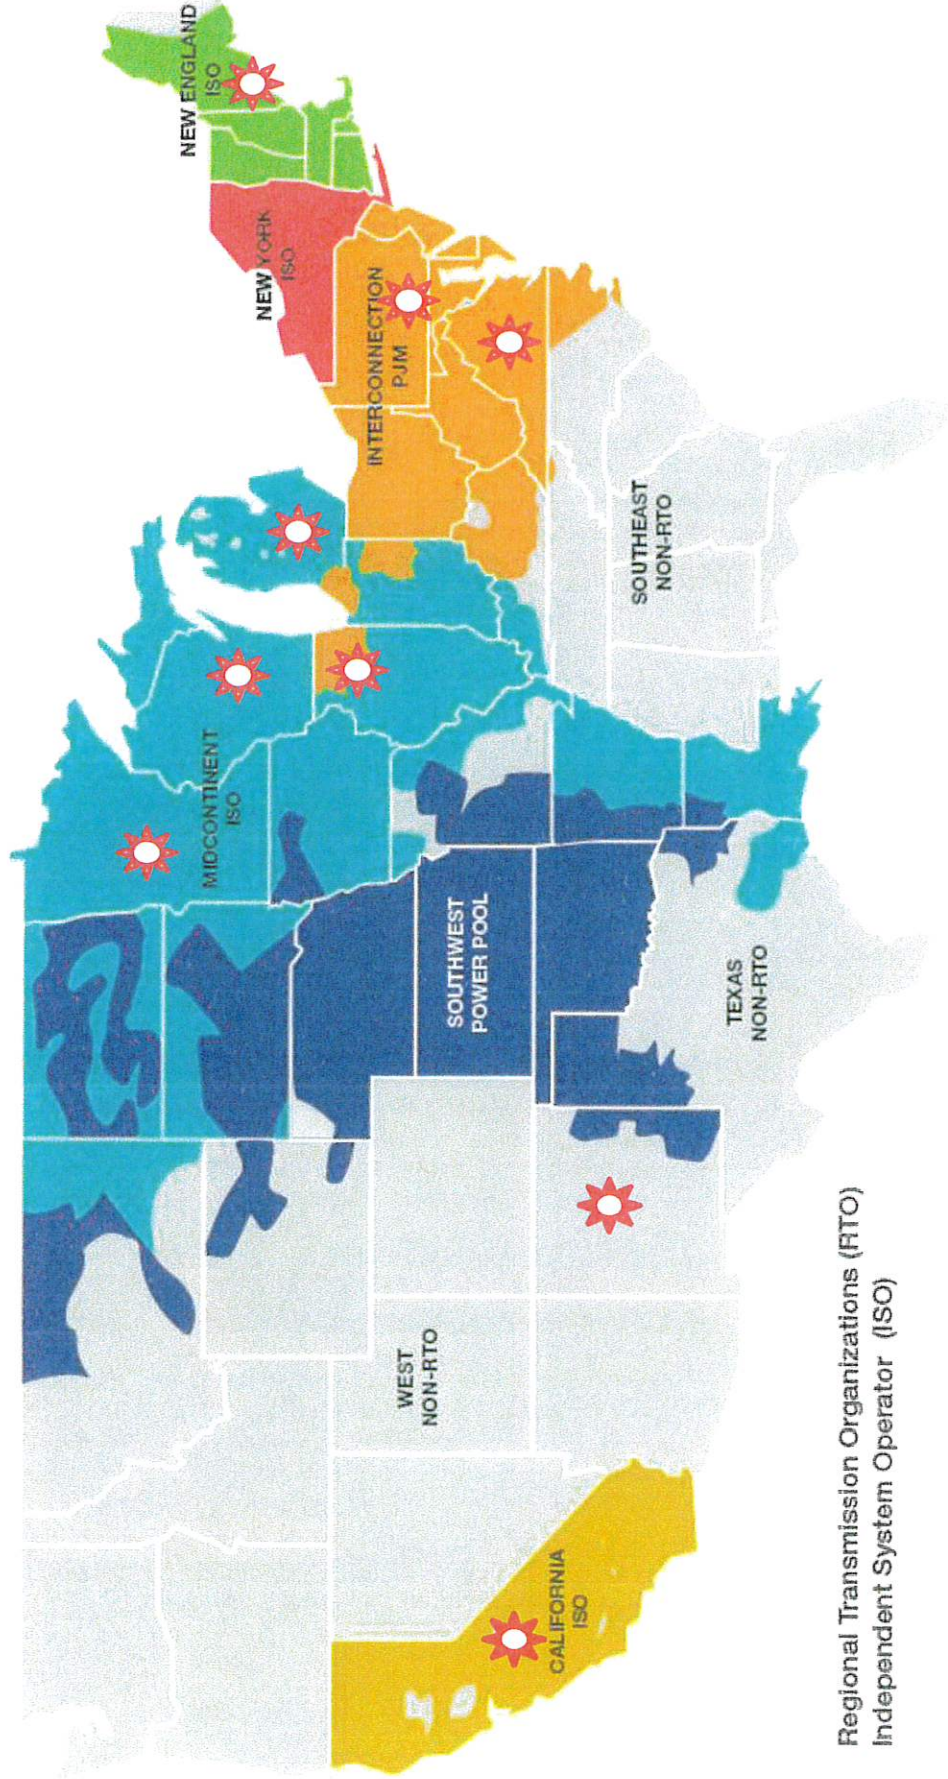 NEW ENGLAND
ISO
NEW YORK
ISO
INTERCONNECTION
PJM
MIDCONTINENT
ISO
SOUTHEAST
NON-RTO
SOUTHWEST
POWER POOL
TEXAS
NON-RTO
WEST
NON-RTO
CALIFORNIA
ISO
Regional Transmission Organizations (RTO)
Independent System Operator (ISO)